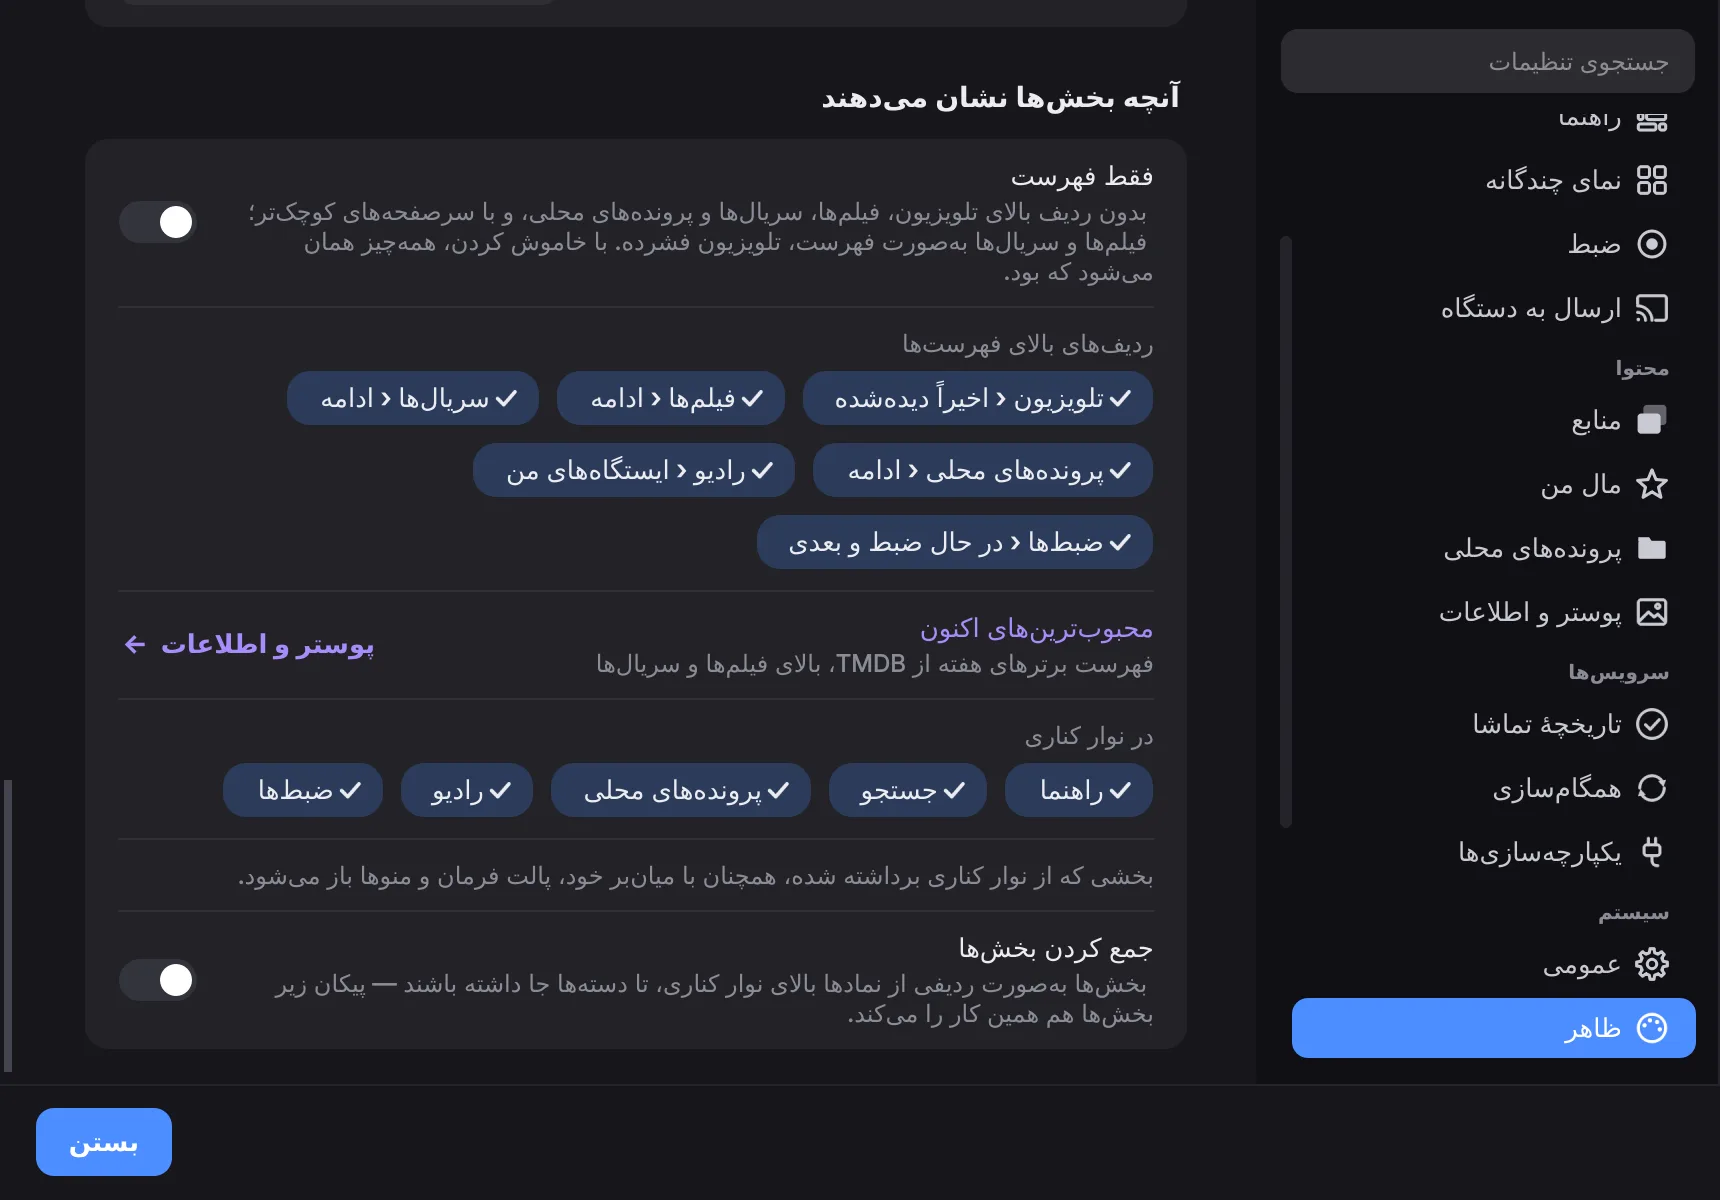 جستجوی تنظیمات
راهنما
نمای چندگانه
ضبط
ارسال به دستگاه
محتوا
منابع
مال من
پرونده‌های محلی
پوستر و اطلاعات
سرویس‌ها
تاریخچهٔ تماشا
همگام‌سازی
یکپارچه‌سازی‌ها
سیستم
عمومی
ظاهر
آنچه بخش‌ها نشان می‌دهند
فقط فهرست
بدون ردیف بالای تلویزیون، فیلم‌ها، سریال‌ها و پرونده‌های محلی، و با سرصفحه‌های کوچک‌تر؛
فیلم‌ها و سریال‌ها به‌صورت فهرست، تلویزیون فشرده. با خاموش کردن، همه‌چیز همان
می‌شود که بود.
ردیف‌های بالای فهرست‌ها
تلویزیون › اخیراً دیده‌شده
فیلم‌ها › ادامه
سریال‌ها › ادامه
پرونده‌های محلی › ادامه
رادیو › ایستگاه‌های من
ضبط‌ها › در حال ضبط و بعدی
محبوب‌ترین‌های اکنون
فهرست برترهای هفته از TMDB، بالای فیلم‌ها و سریال‌ها
پوستر و اطلاعات ←
در نوار کناری
راهنما
جستجو
پرونده‌های محلی
رادیو
ضبط‌ها
بخشی که از نوار کناری برداشته شده، همچنان با میان‌بر خود، پالت فرمان و منوها باز می‌شود.
جمع کردن بخش‌ها
بخش‌ها به‌صورت ردیفی از نمادها بالای نوار کناری، تا دسته‌ها جا داشته باشند — پیکان زیر
بخش‌ها هم همین کار را می‌کند.
بستن